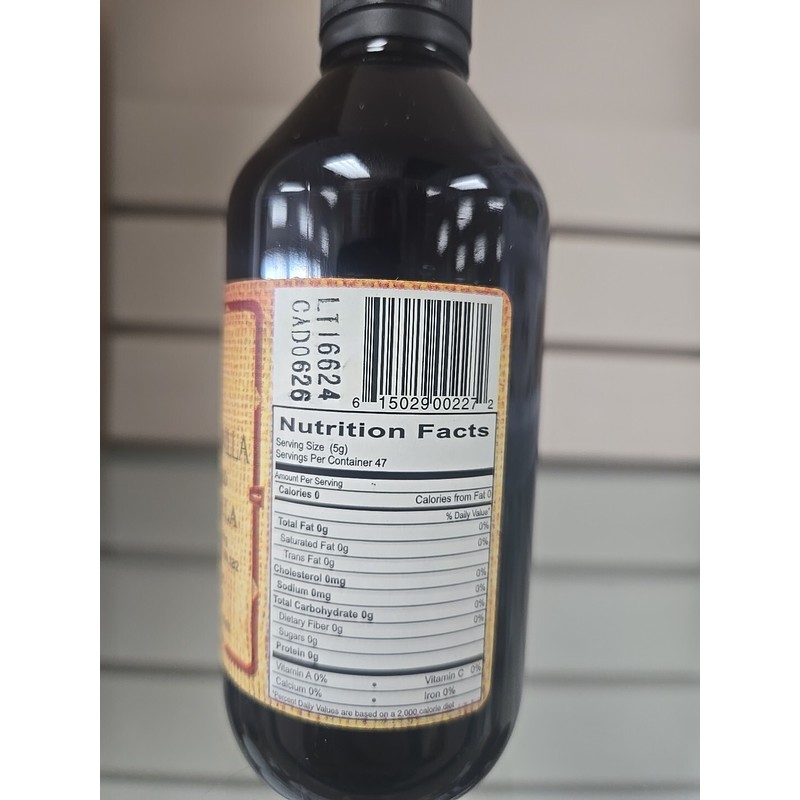 LT16624
CAD0626
6 15029 00227 2
Nutrition Facts
Serving Size (5g)
Servings Per Container 47
Amount Per Serving
Calories 0 Calories from Fat 0
% Daily Value*
Total Fat 0g 0%
Saturated Fat 0g 0%
Trans Fat 0g
Cholesterol 0mg 0%
Sodium 0mg 0%
Total Carbohydrate 0g 0%
Dietary Fiber 0g 0%
Sugars 0g
Protein 0g
Vitamin A 0% • Vitamin C 0%
Calcium 0% • Iron 0%
*Percent Daily Values are based on a 2,000 calorie diet